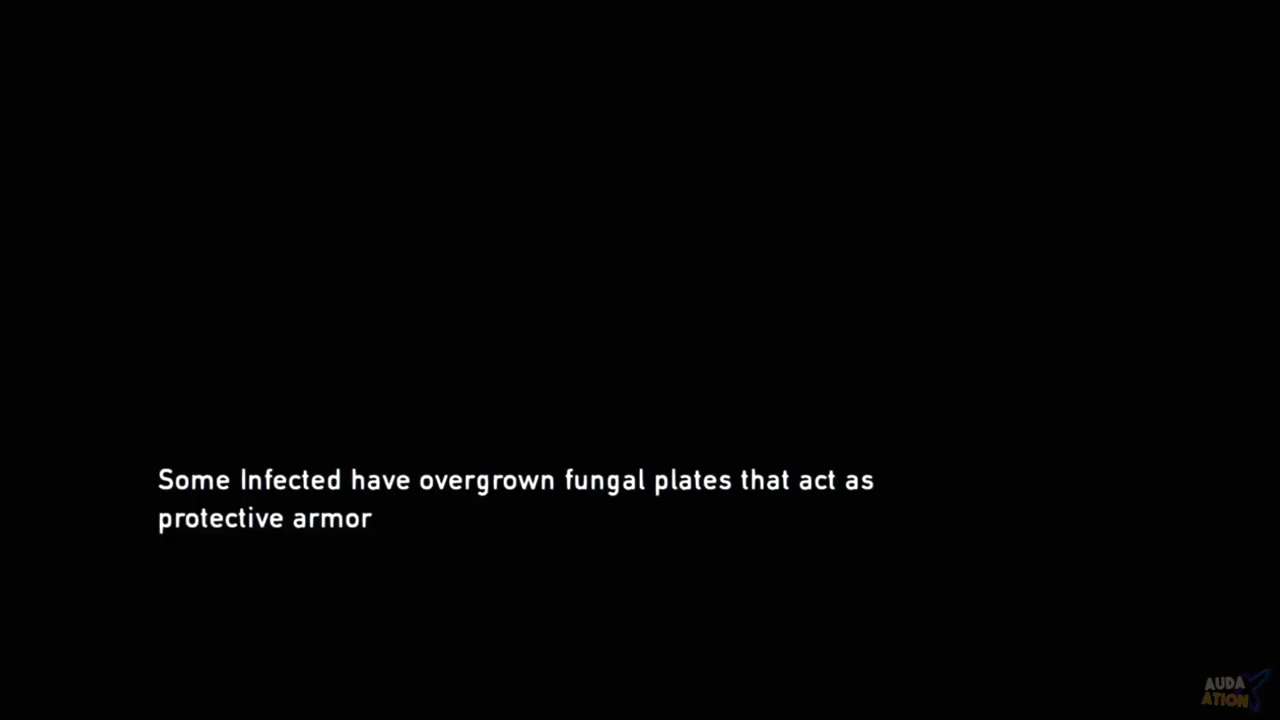 Some Infected have overgrown fungal plates that act as
protective armor
AUDA
ATION